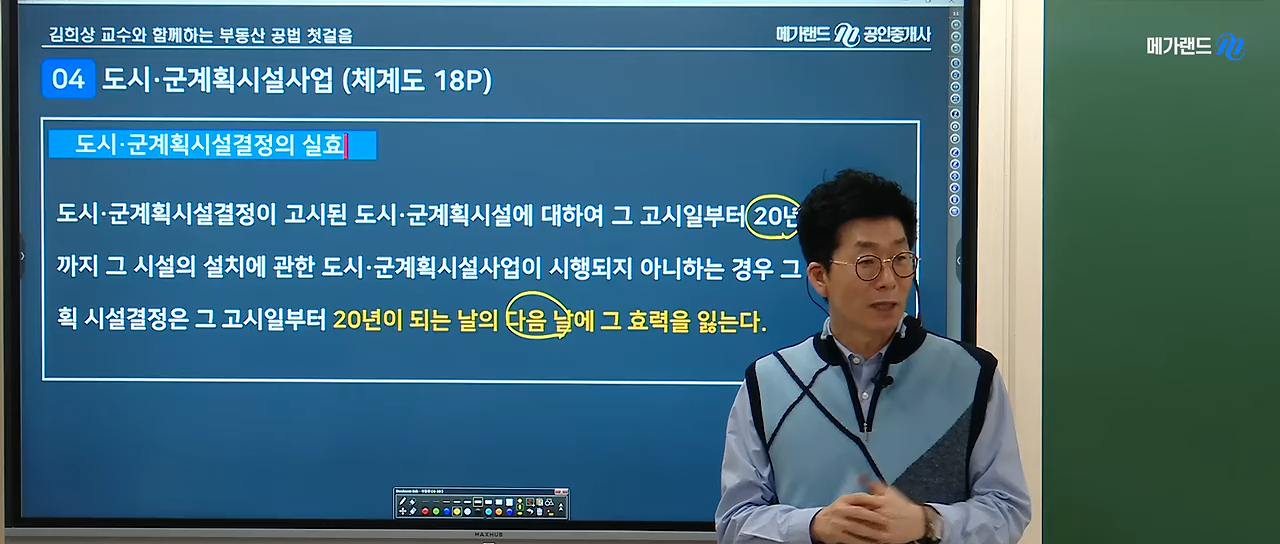 김희상 교수와 함께하는 부동산 공법 첫걸음
메가랜드 공인중개사
메가랜드
04 도시·군계획시설사업 (체계도 18P)
도시·군계획시설결정의 실효
도시·군계획시설결정이 고시된 도시·군계획시설에 대하여 그 고시일부터 20년
까지 그 시설의 설치에 관한 도시·군계획시설사업이 시행되지 아니하는 경우 그
획 시설결정은 그 고시일부터 20년이 되는 날의 다음 날에 그 효력을 잃는다.
MAXHUB